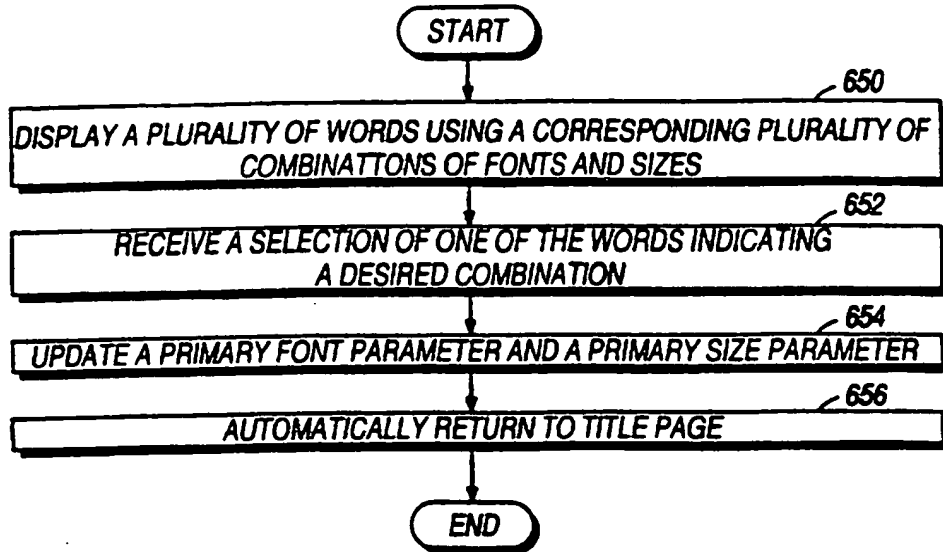 START
650
DISPLAY A PLURALITY OF WORDS USING A CORRESPONDING PLURALITY OF
COMBINATTONS OF FONTS AND SIZES
652
RECEIVE A SELECTION OF ONE OF THE WORDS INDICATING
A DESIRED COMBINATION
654
UPDATE A PRIMARY FONT PARAMETER AND A PRIMARY SIZE PARAMETER
656
AUTOMATICALLY RETURN TO TITLE PAGE
END